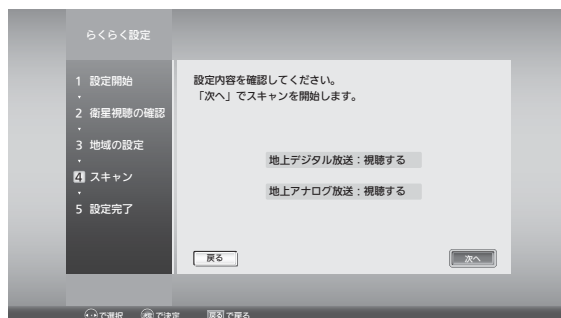 らくらく設定
1 設定開始
2 衛星視聴の確認
3 地域の設定
4 スキャン
5 設定完了
設定内容を確認してください。
「次へ」でスキャンを開始します。
地上デジタル放送:視聴する
地上アナログ放送:視聴する
戻る
次へ
で選択 で決定 戻る で戻る